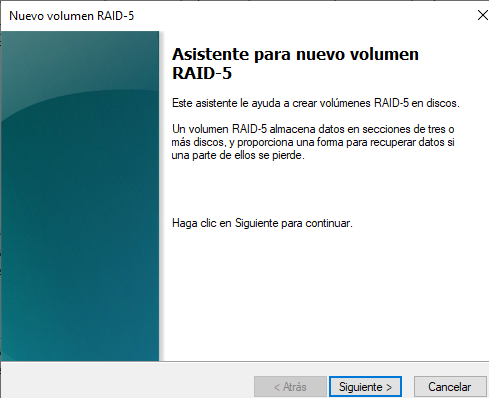 Nuevo volumen RAID-5
Asistente para nuevo volumen
RAID-5
Este asistente le ayuda a crear volúmenes RAID-5 en discos.
Un volumen RAID-5 almacena datos en secciones de tres o
más discos, y proporciona una forma para recuperar datos si
una parte de ellos se pierde.
Haga clic en Siguiente para continuar.
< Atrás
Siguiente >
Cancelar